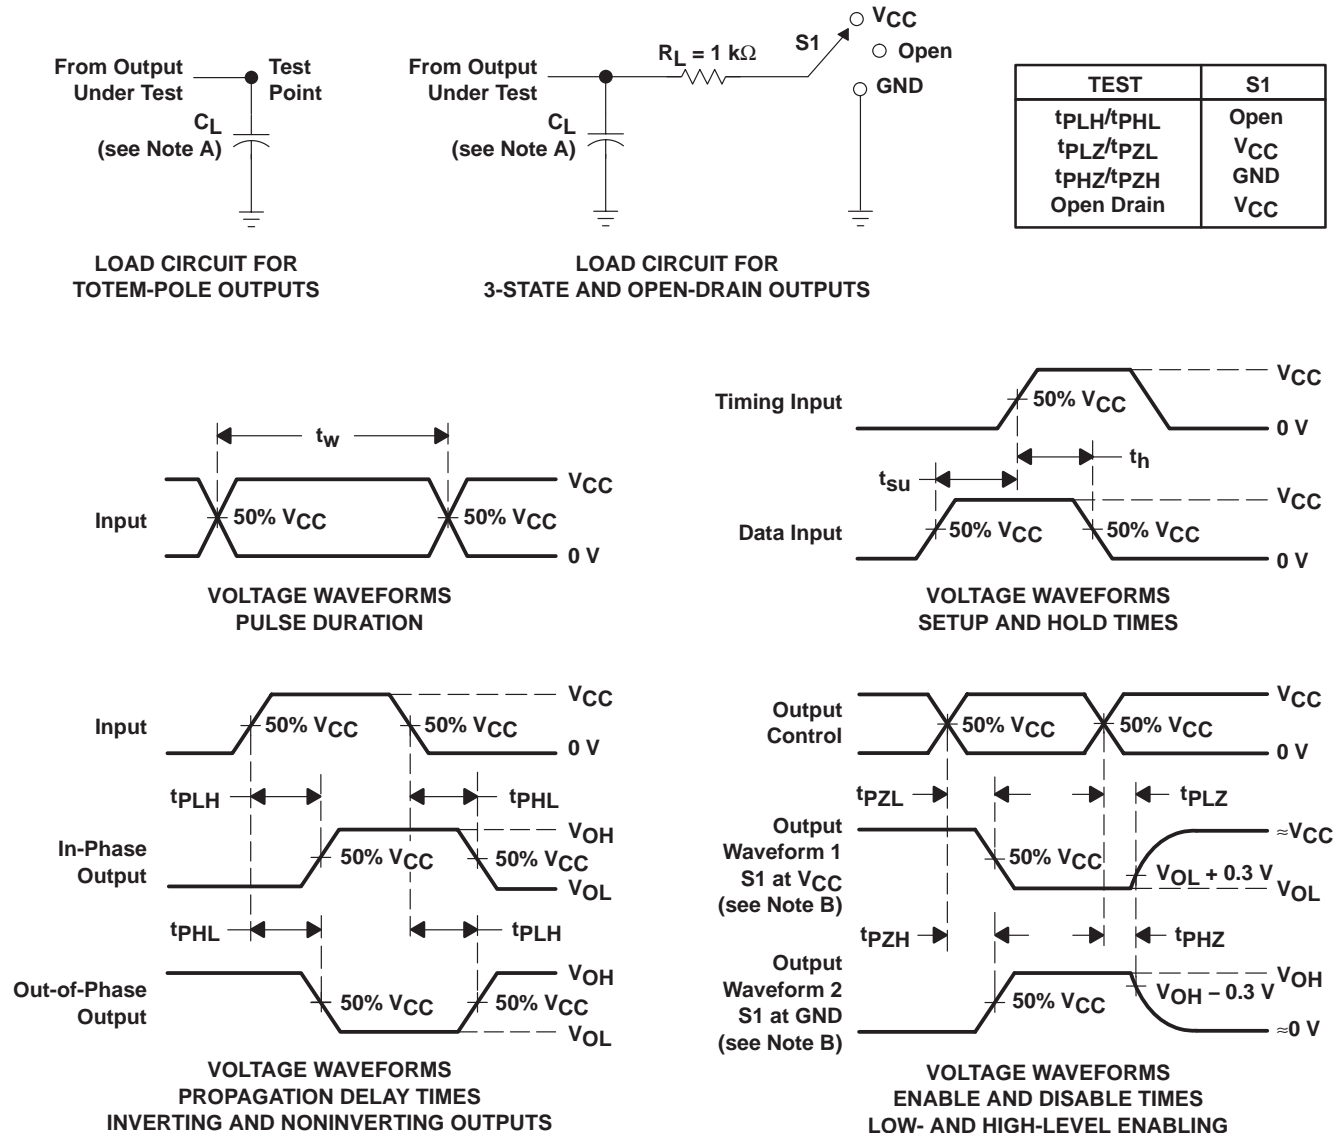 From Output
Under Test
Test
Point
CL
(see Note A)
LOAD CIRCUIT FOR
TOTEM-POLE OUTPUTS
From Output
Under Test
RL = 1 kΩ
S1
VCC
Open
GND
CL
(see Note A)
LOAD CIRCUIT FOR
3-STATE AND OPEN-DRAIN OUTPUTS
TEST S1
tPLH/tPHL Open
tPLZ/tPZL VCC
tPHZ/tPZH GND
Open Drain VCC
tw
Input
50% VCC
50% VCC
VCC
0 V
VOLTAGE WAVEFORMS
PULSE DURATION
Timing Input
50% VCC
VCC
0 V
th
tsu
Data Input
50% VCC
50% VCC
VCC
0 V
VOLTAGE WAVEFORMS
SETUP AND HOLD TIMES
Input
50% VCC
50% VCC
VCC
0 V
tPLH
tPHL
In-Phase
Output
50% VCC
50% VCC
VOH
VOL
tPHL
tPLH
Out-of-Phase
Output
50% VCC
50% VCC
VOH
VOL
VOLTAGE WAVEFORMS
PROPAGATION DELAY TIMES
INVERTING AND NONINVERTING OUTPUTS
Output
Control
50% VCC
50% VCC
VCC
0 V
tPZL
tPLZ
Output
Waveform 1
S1 at VCC
(see Note B)
50% VCC
VOL + 0.3 V
≈VCC
VOL
tPZH
tPHZ
Output
Waveform 2
S1 at GND
(see Note B)
50% VCC
VOH – 0.3 V
VOH
≈0 V
VOLTAGE WAVEFORMS
ENABLE AND DISABLE TIMES
LOW- AND HIGH-LEVEL ENABLING